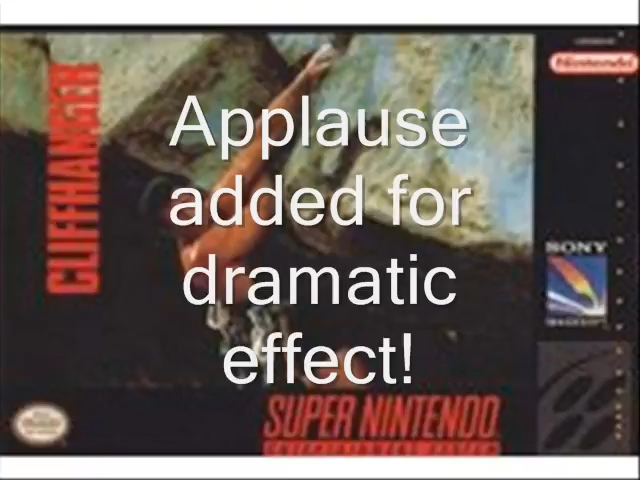 Nintendo
CLIFFHANGER
Applause
added for
dramatic
effect!
SONY
SUPER NINTENDO